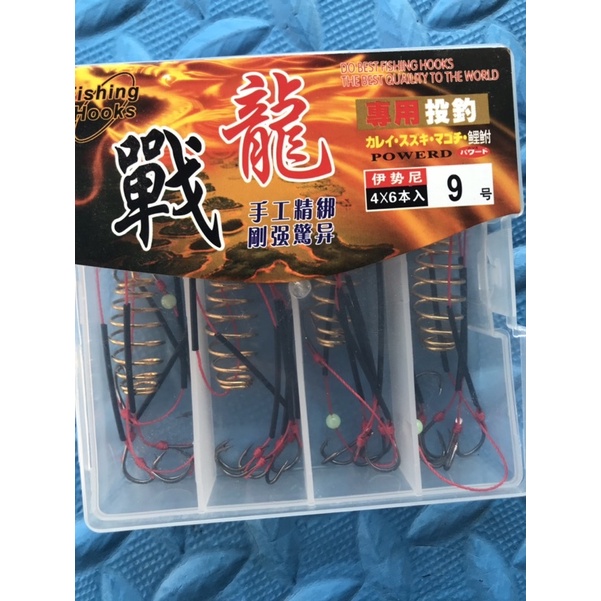 Fishing
Hooks
戰龍
手工精綁
剛强驚异
UO BEST FISHING HOOKS
THE BEST QURALITY TO THE WORLD
專用投釣
カレイ・スズキ・マゴチ・鯉鮒
POWERD パワード
伊势尼
4X6本入
9号